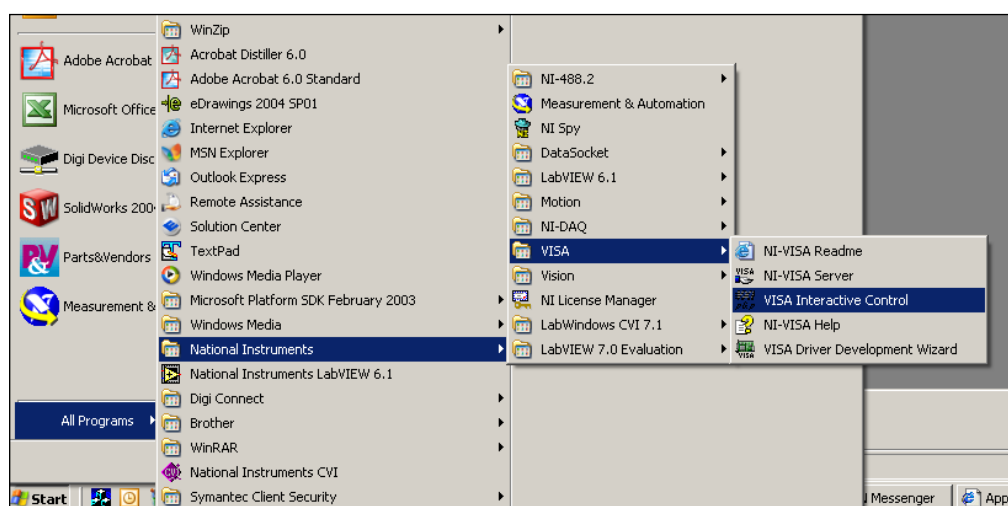 Adobe Acrobat
Microsoft Office
Digi Device Disc
SolidWorks 200
Parts&Vendors
Measurement &
All Programs
Start
WinZip
Acrobat Distiller 6.0
Adobe Acrobat 6.0 Standard
eDrawings 2004 SP01
Internet Explorer
MSN Explorer
Outlook Express
Remote Assistance
Solution Center
TextPad
Windows Media Player
Microsoft Platform SDK February 2003
Windows Media
National Instruments
National Instruments LabVIEW 6.1
Digi Connect
Brother
WinRAR
National Instruments CVI
Symantec Client Security
NI-488.2
Measurement & Automation
NI Spy
DataSocket
LabVIEW 6.1
Motion
NI-DAQ
VISA
Vision
NI License Manager
LabWindows CVI 7.1
LabVIEW 7.0 Evaluation
NI-VISA Readme
NI-VISA Server
VISA Interactive Control
NI-VISA Help
VISA Driver Development Wizard
Messenger
App